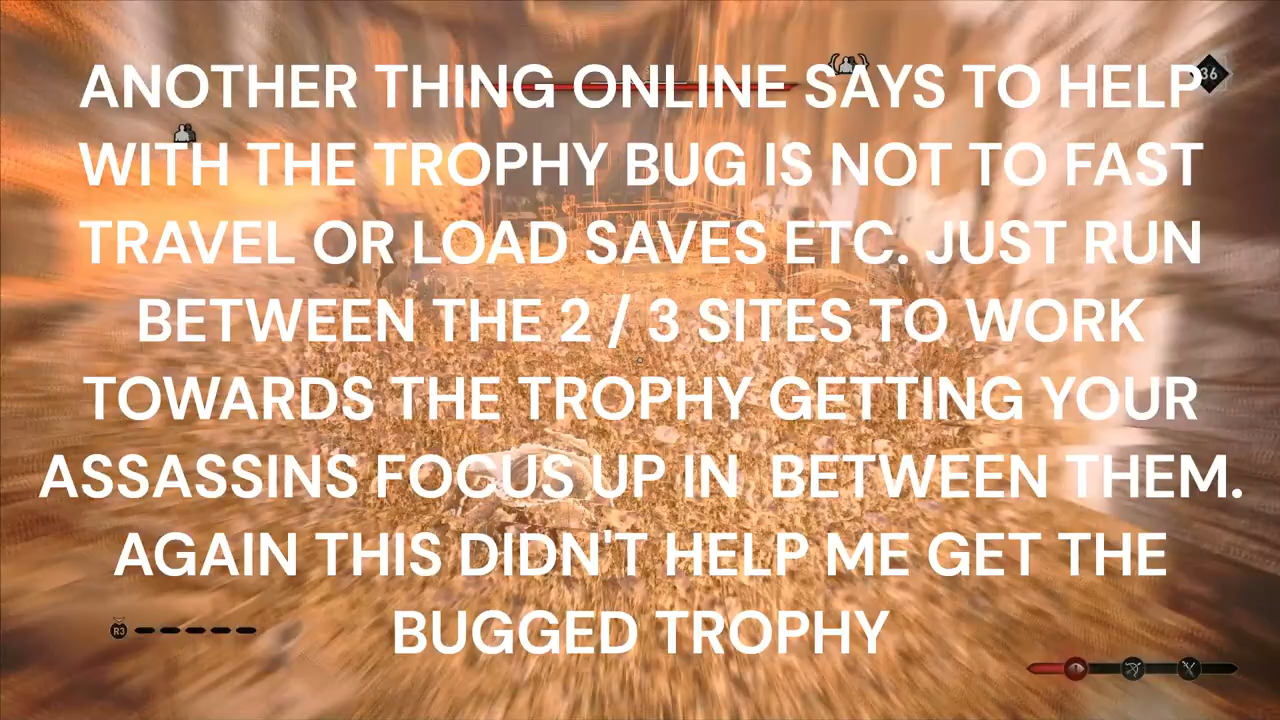 ANOTHER THING ONLINE SAYS TO HELP
36
WITH THE TROPHY BUG IS NOT TO FAST
TRAVEL OR LOAD SAVES ETC. JUST RUN
BETWEEN THE 2 / 3 SITES TO WORK
TOWARDS THE TROPHY GETTING YOUR
ASSASSINS FOCUS UP IN  BETWEEN THEM.
AGAIN THIS DIDN'T HELP ME GET THE
BUGGED TROPHY
R3